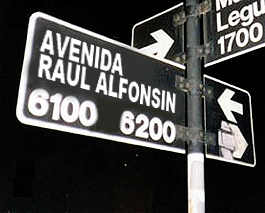 AVENIDA
RAUL ALFONSIN
6100 6200
Legu
1700